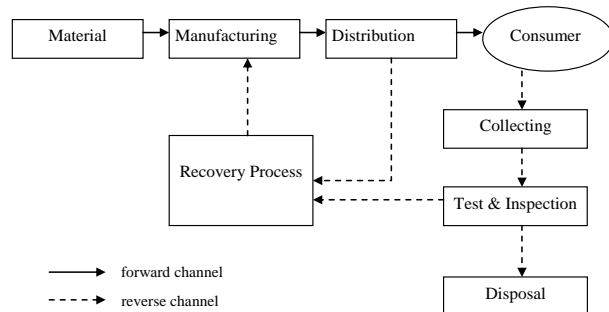 Material
Manufacturing
Distribution
Consumer
Collecting
Recovery Process
Test & Inspection
Disposal
forward channel
reverse channel